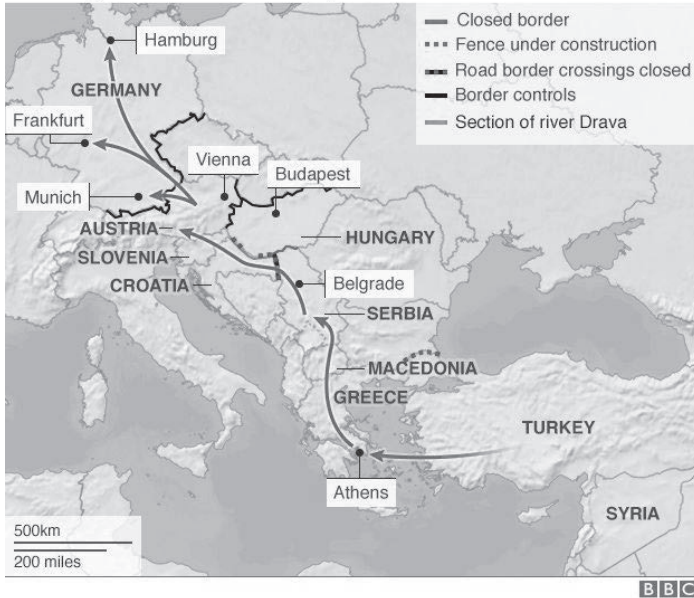 Closed border
Fence under construction
Road border crossings closed
Border controls
Section of river Drava
Hamburg
GERMANY
Frankfurt
Vienna
Budapest
Munich
AUSTRIA
HUNGARY
SLOVENIA
CROATIA
Belgrade
SERBIA
MACEDONIA
GREECE
TURKEY
Athens
SYRIA
500km
200 miles
BBC